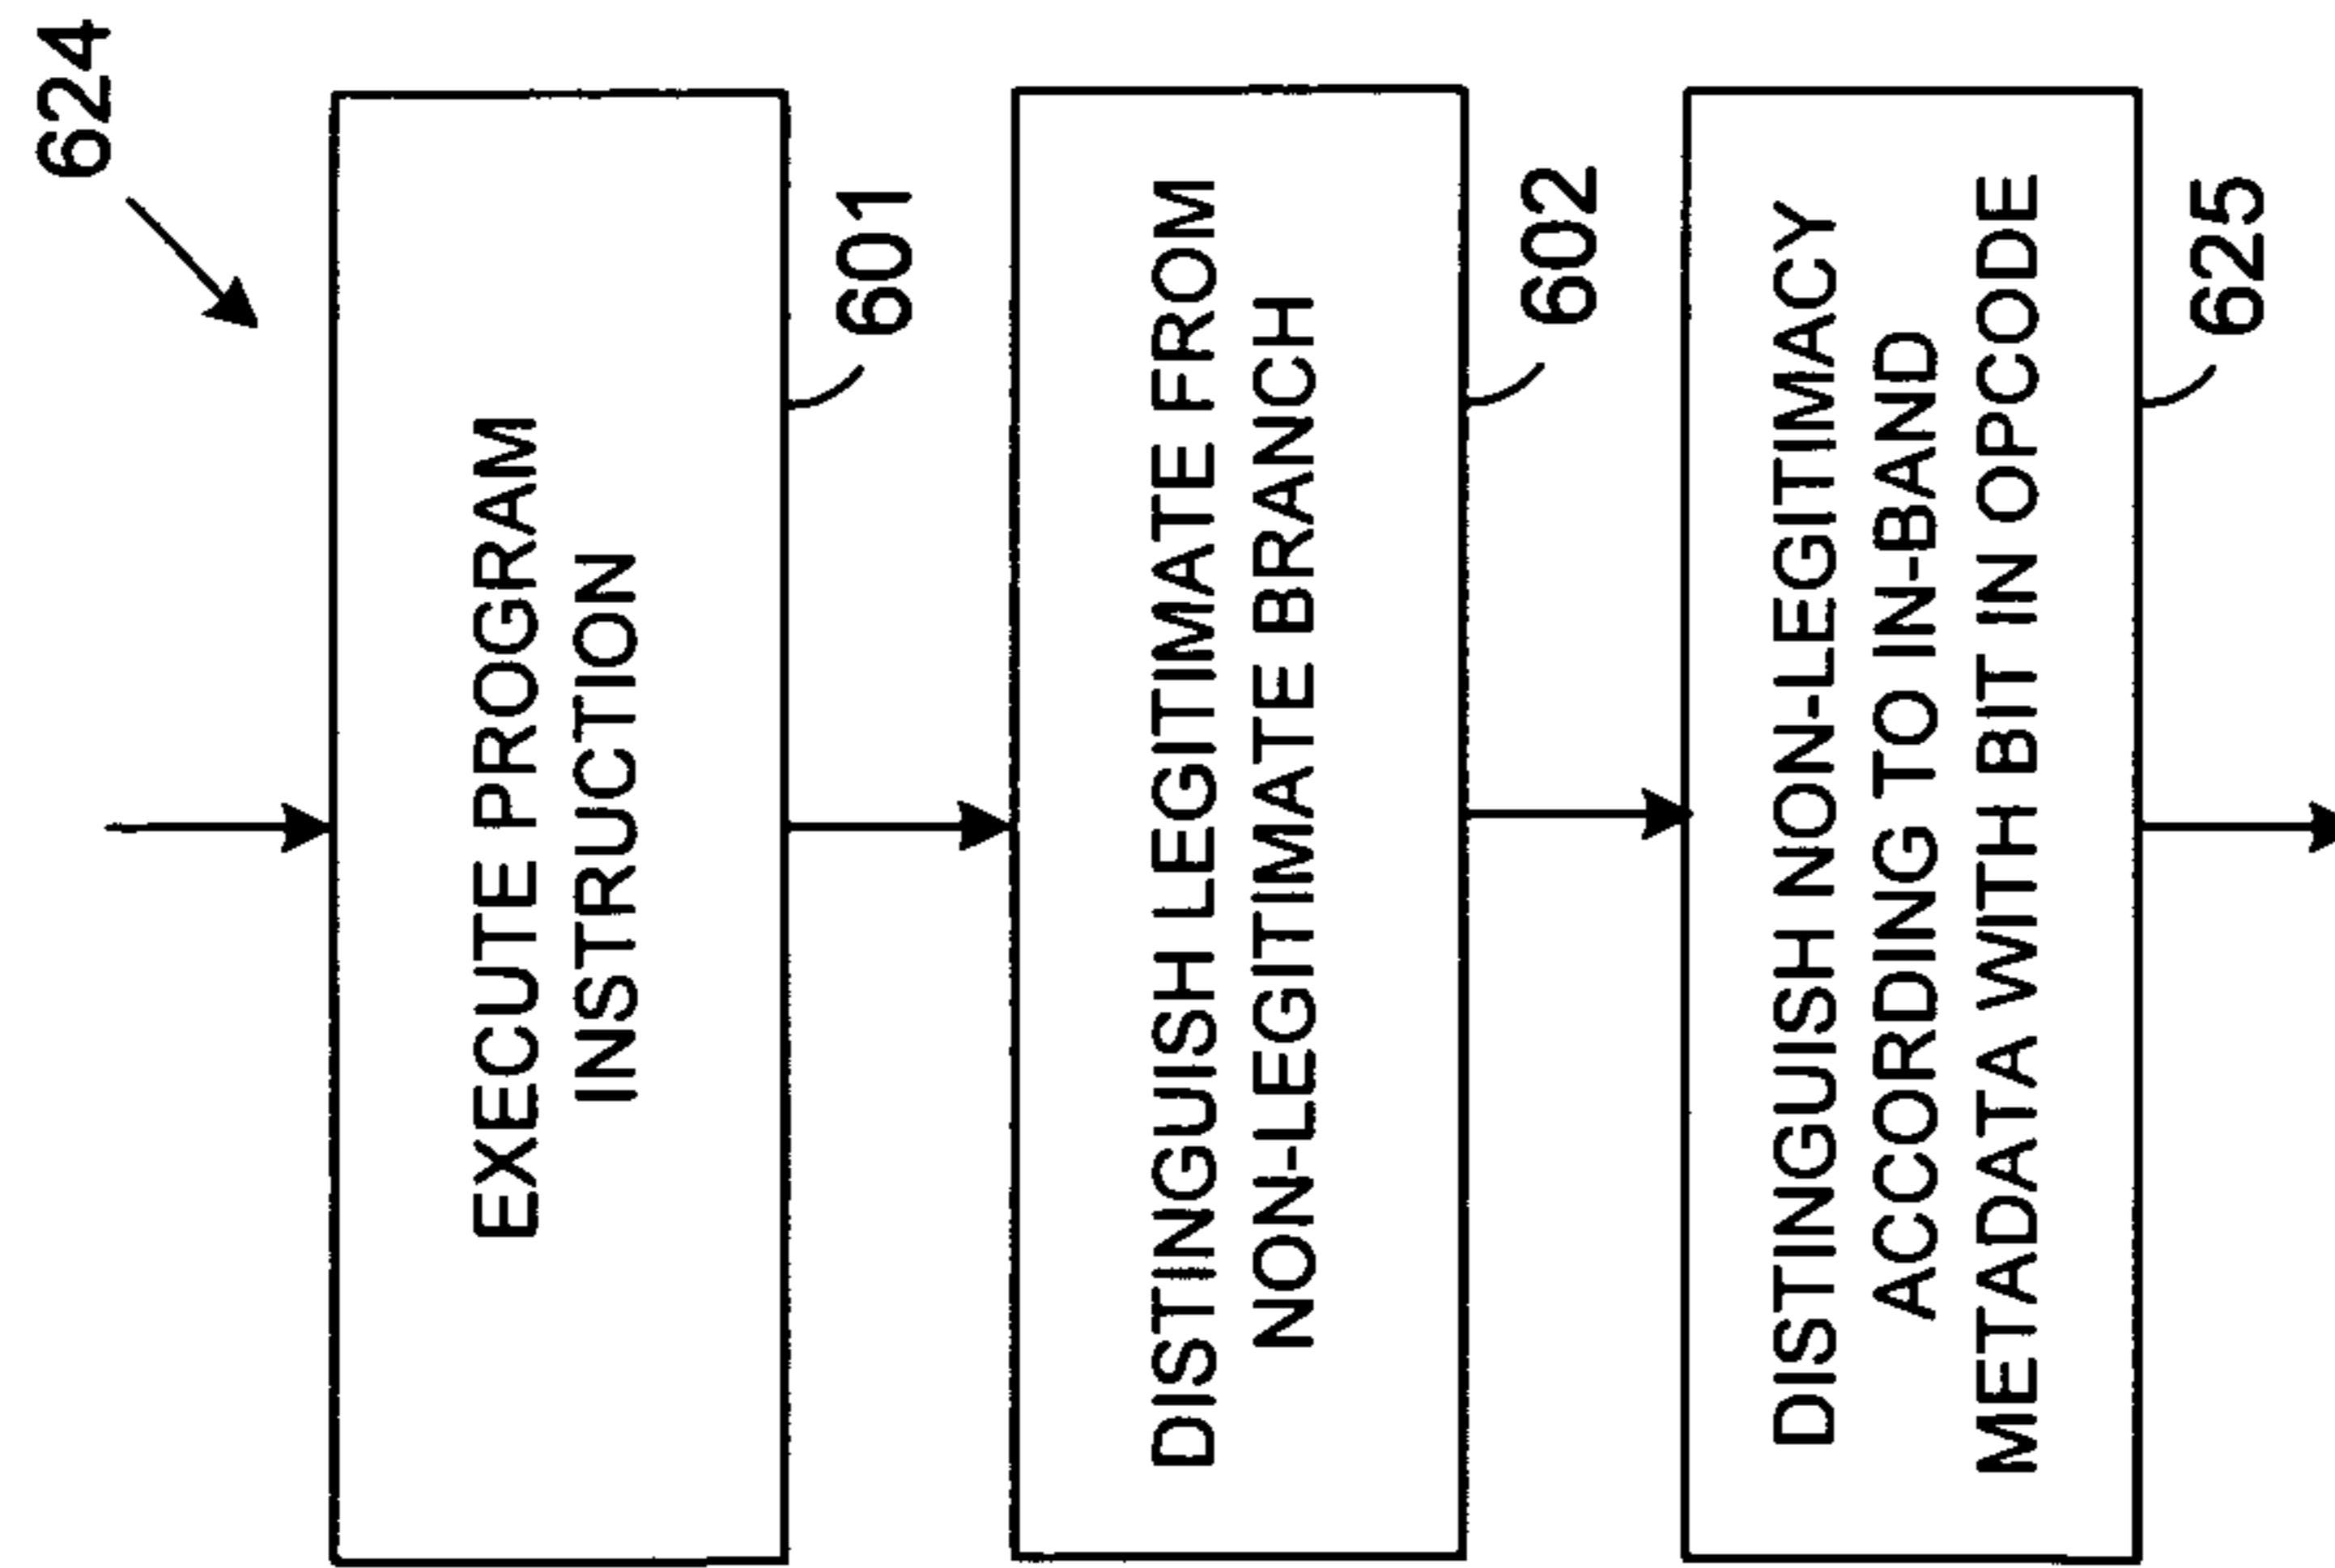 624
EXECUTE PROGRAM
INSTRUCTION
601
DISTINGUISH LEGITIMATE FROM
NON-LEGITIMATE BRANCH
602
DISTINGUISH NON-LEGITIMACY
ACCORDING TO IN-BAND
METADATA WITH BIT IN OPCODE
625